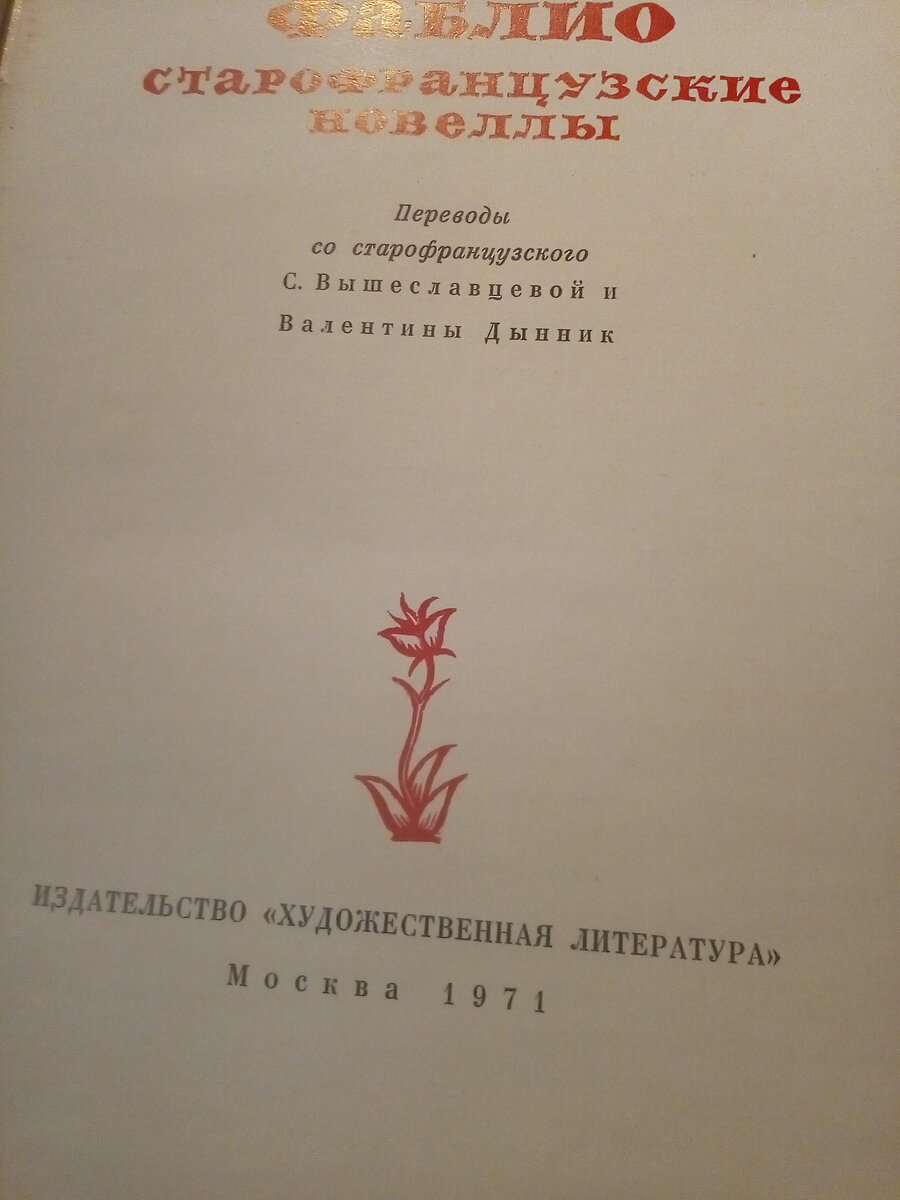 ФАБЛИО
СТАРОФРАНЦУЗСКИЕ
НОВЕЛЛЫ
Переводы
со старофранцузского
С. Вышеславцевой и
Валентины Дынник
ИЗДАТЕЛЬСТВО «ХУДОЖЕСТВЕННАЯ ЛИТЕРАТУРА»
Москва 1971